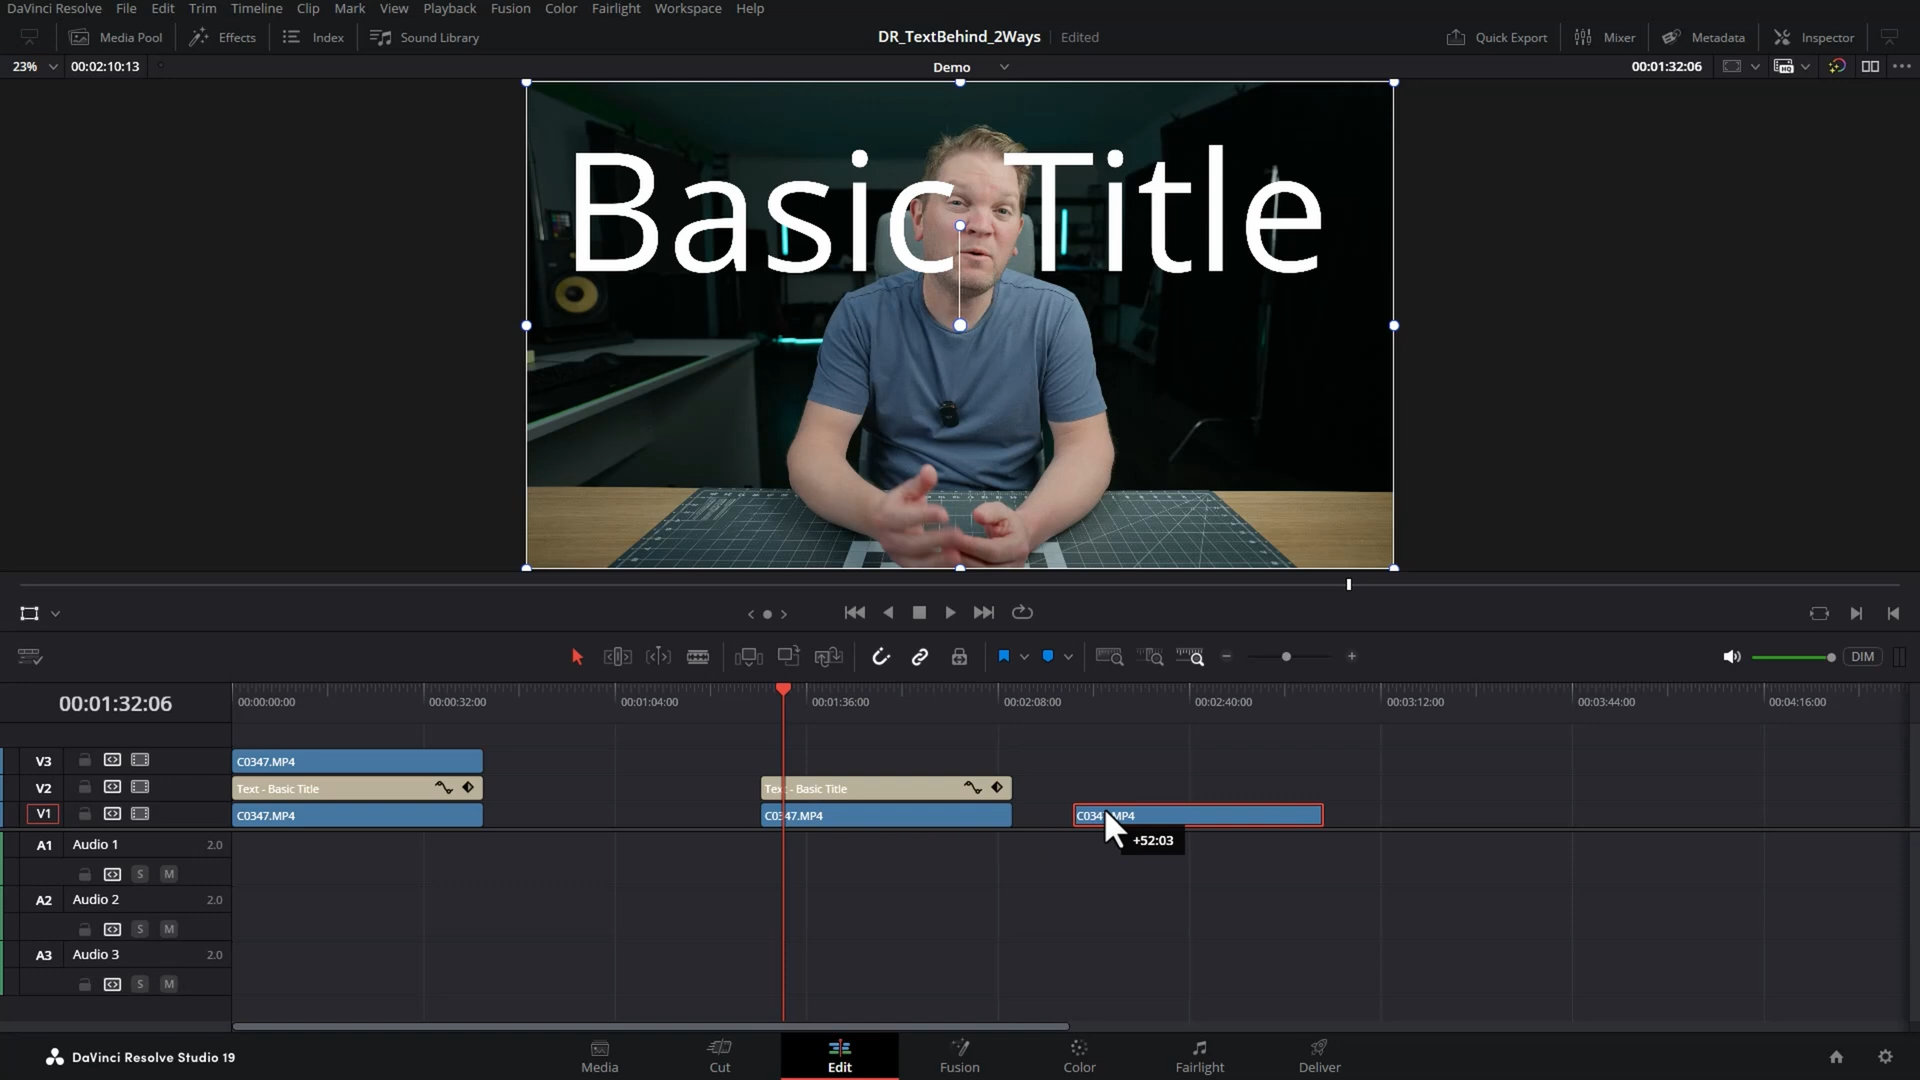 DaVinci Resolve File Edit Trim Timeline Clip Mark View Playback Fusion Color Fairlight Workspace Help
Media Pool Effects Index Sound Library DR_TextBehind_2Ways Edited Quick Export Mixer Metadata Inspector
23% 00:02:10:13 Demo 00:01:32:06
Basic Title
DIM
00:01:32:06 00:00:00:00 00:00:32:00 00:01:04:00 00:01:36:00 00:02:08:00 00:02:40:00 00:03:12:00 00:03:44:00 00:04:16:00
V3 C0347.MP4
V2 Text - Basic Title Text - Basic Title
V1 C0347.MP4 C0347.MP4 C0347.MP4
+52:03
A1 Audio 1 2.0
S M
A2 Audio 2 2.0
S M
A3 Audio 3 2.0
S M
DaVinci Resolve Studio 19 Media Cut Edit Fusion Color Fairlight Deliver